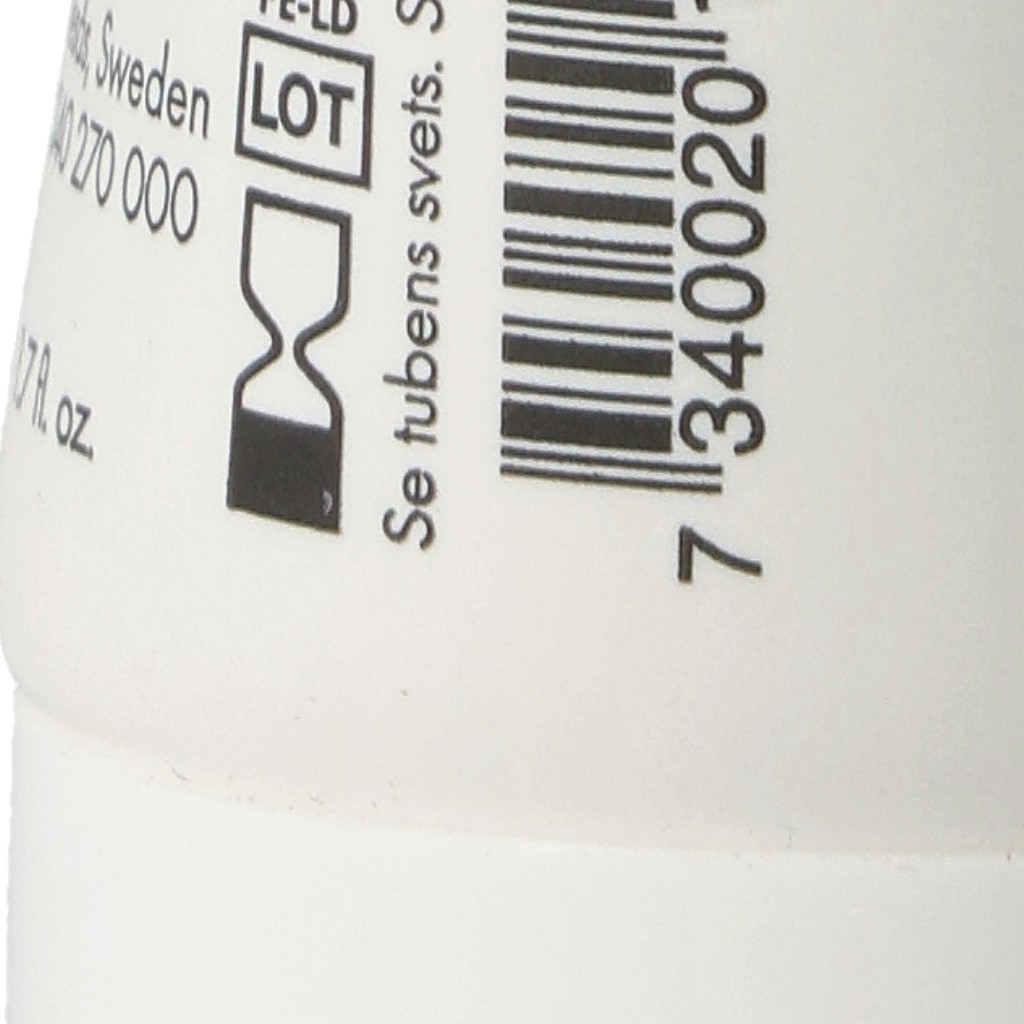 PE-LD
Sweden
270 000
fl. oz.
LOT
Se tubens svets.
7 340020